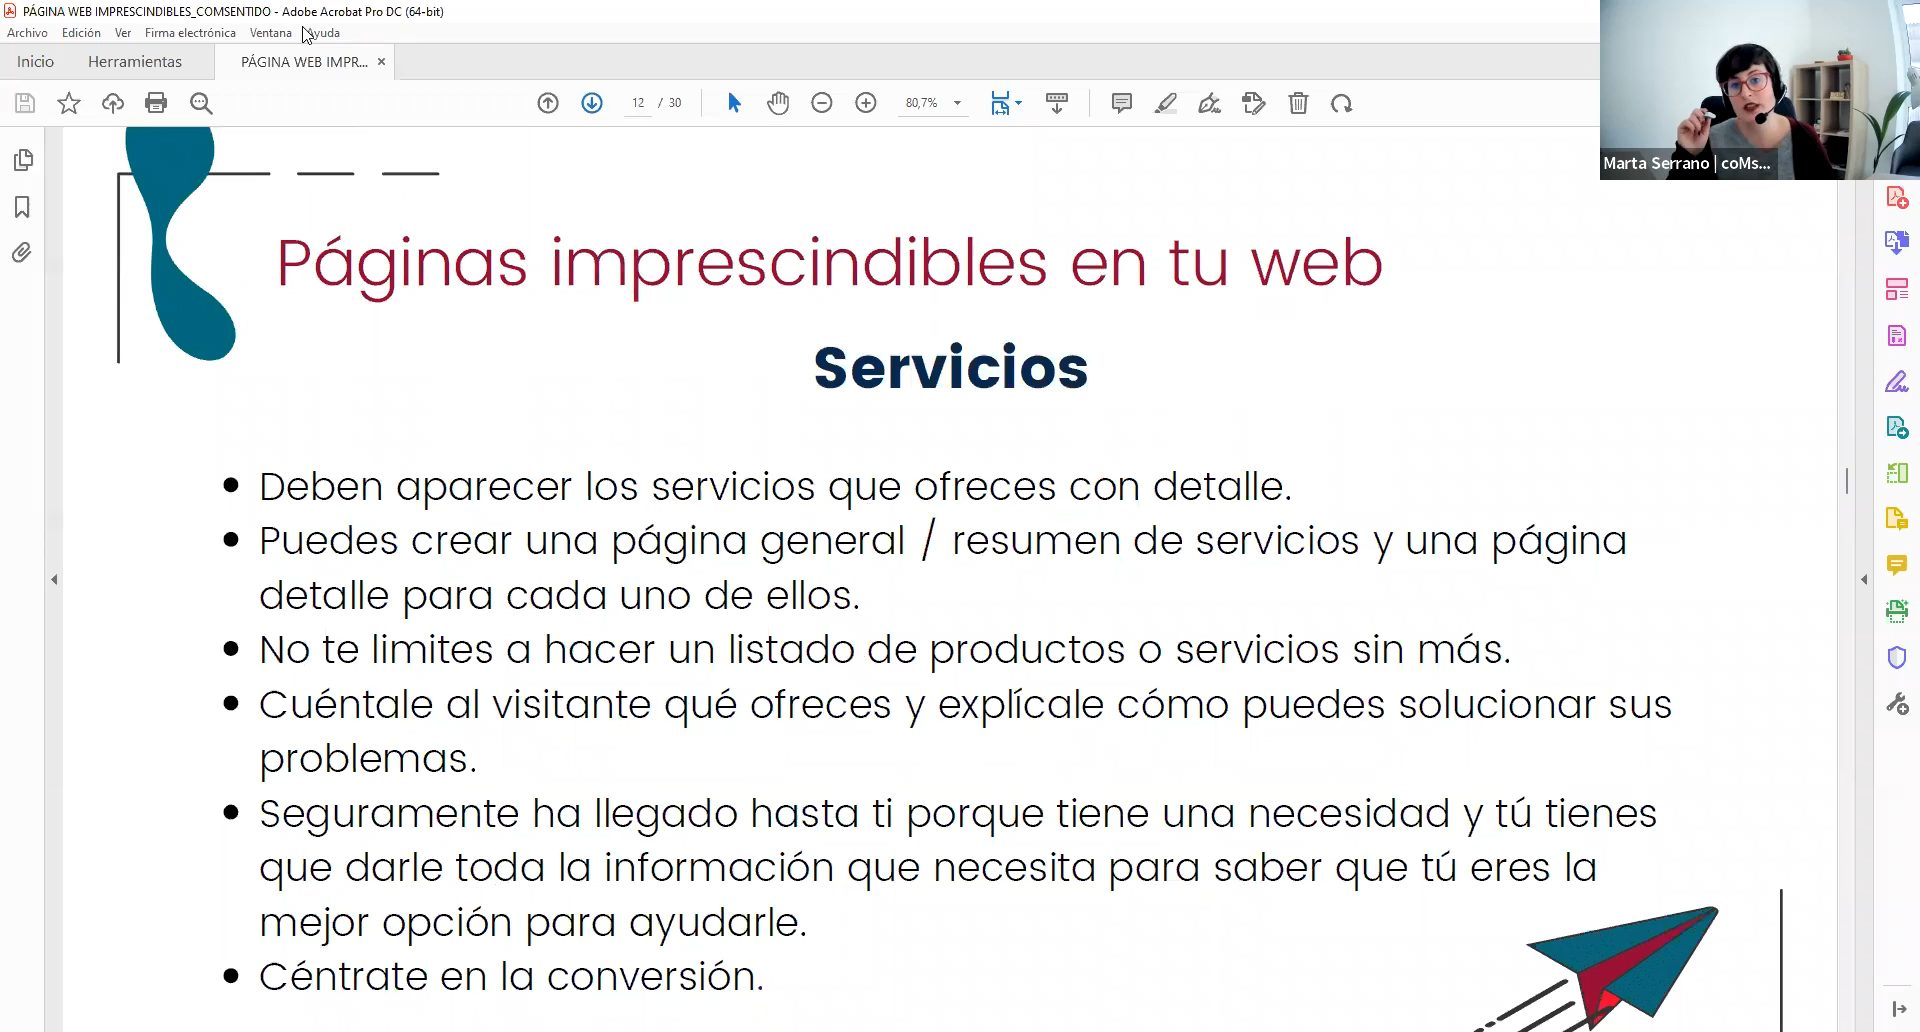 PÁGINA WEB IMPRESCINDIBLES_COMSENTIDO - Adobe Acrobat Pro DC (64-bit)
Archivo Edición Ver Firma electrónica Ventana Ayuda
Inicio Herramientas PÁGINA WEB IMPR... ×
12 / 30 80,7%
Marta Serrano | coMs...
Páginas imprescindibles en tu web
Servicios
• Deben aparecer los servicios que ofreces con detalle.
• Puedes crear una página general / resumen de servicios y una página
detalle para cada uno de ellos.
• No te limites a hacer un listado de productos o servicios sin más.
• Cuéntale al visitante qué ofreces y explícale cómo puedes solucionar sus
problemas.
• Seguramente ha llegado hasta ti porque tiene una necesidad y tú tienes
que darle toda la información que necesita para saber que tú eres la
mejor opción para ayudarle.
• Céntrate en la conversión.